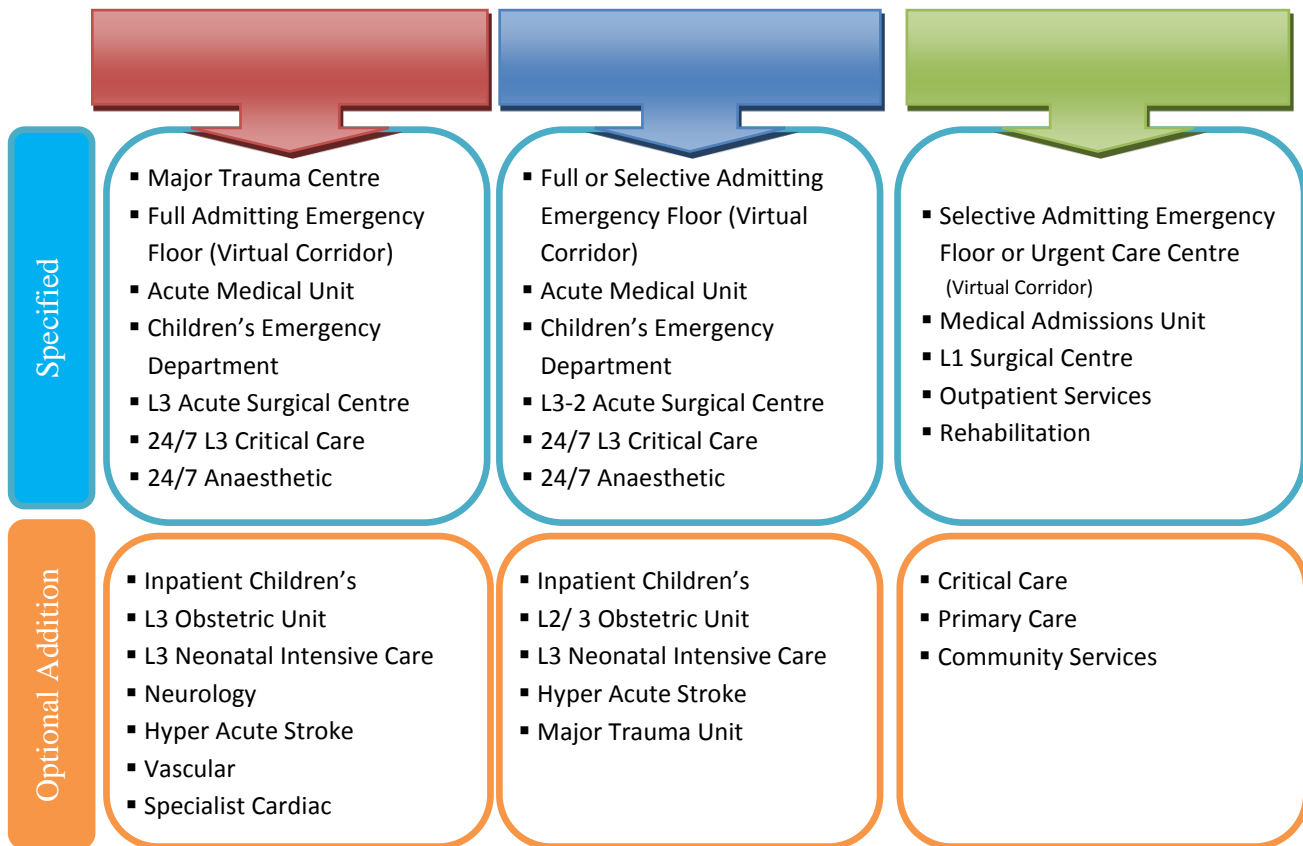 Specified
▪ Major Trauma Centre
▪ Full Admitting Emergency
Floor (Virtual Corridor)
▪ Acute Medical Unit
▪ Children’s Emergency
Department
▪ L3 Acute Surgical Centre
▪ 24/7 L3 Critical Care
▪ 24/7 Anaesthetic
▪ Full or Selective Admitting
Emergency Floor (Virtual
Corridor)
▪ Acute Medical Unit
▪ Children’s Emergency
Department
▪ L3-2 Acute Surgical Centre
▪ 24/7 L3 Critical Care
▪ 24/7 Anaesthetic
▪ Selective Admitting Emergency
Floor or Urgent Care Centre
(Virtual Corridor)
▪ Medical Admissions Unit
▪ L1 Surgical Centre
▪ Outpatient Services
▪ Rehabilitation
Optional Addition
▪ Inpatient Children’s
▪ L3 Obstetric Unit
▪ L3 Neonatal Intensive Care
▪ Neurology
▪ Hyper Acute Stroke
▪ Vascular
▪ Specialist Cardiac
▪ Inpatient Children’s
▪ L2/ 3 Obstetric Unit
▪ L3 Neonatal Intensive Care
▪ Hyper Acute Stroke
▪ Major Trauma Unit
▪ Critical Care
▪ Primary Care
▪ Community Services